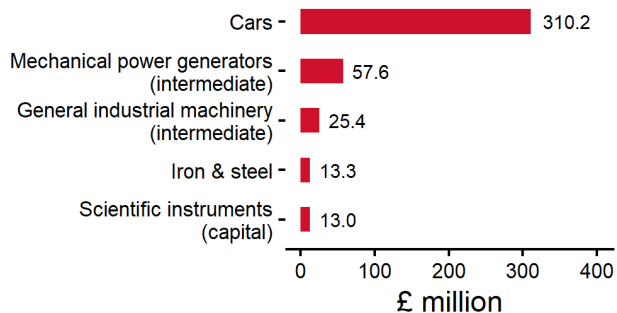 Cars
310.2
Mechanical power generators
(intermediate)
57.6
General industrial machinery
(intermediate)
25.4
Iron & steel
13.3
Scientific instruments
(capital)
13.0
0 100 200 300 400
£ million